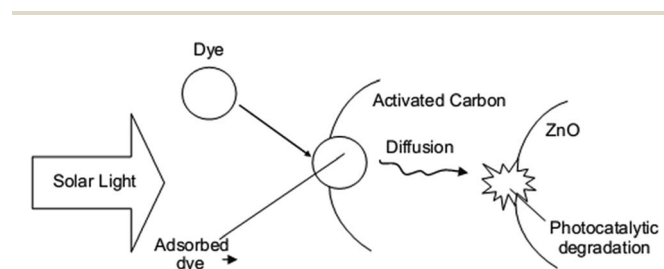 Dye
Activated Carbon
ZnO
Diffusion
Solar Light
Adsorbed
dye
Photocatalytic
degradation